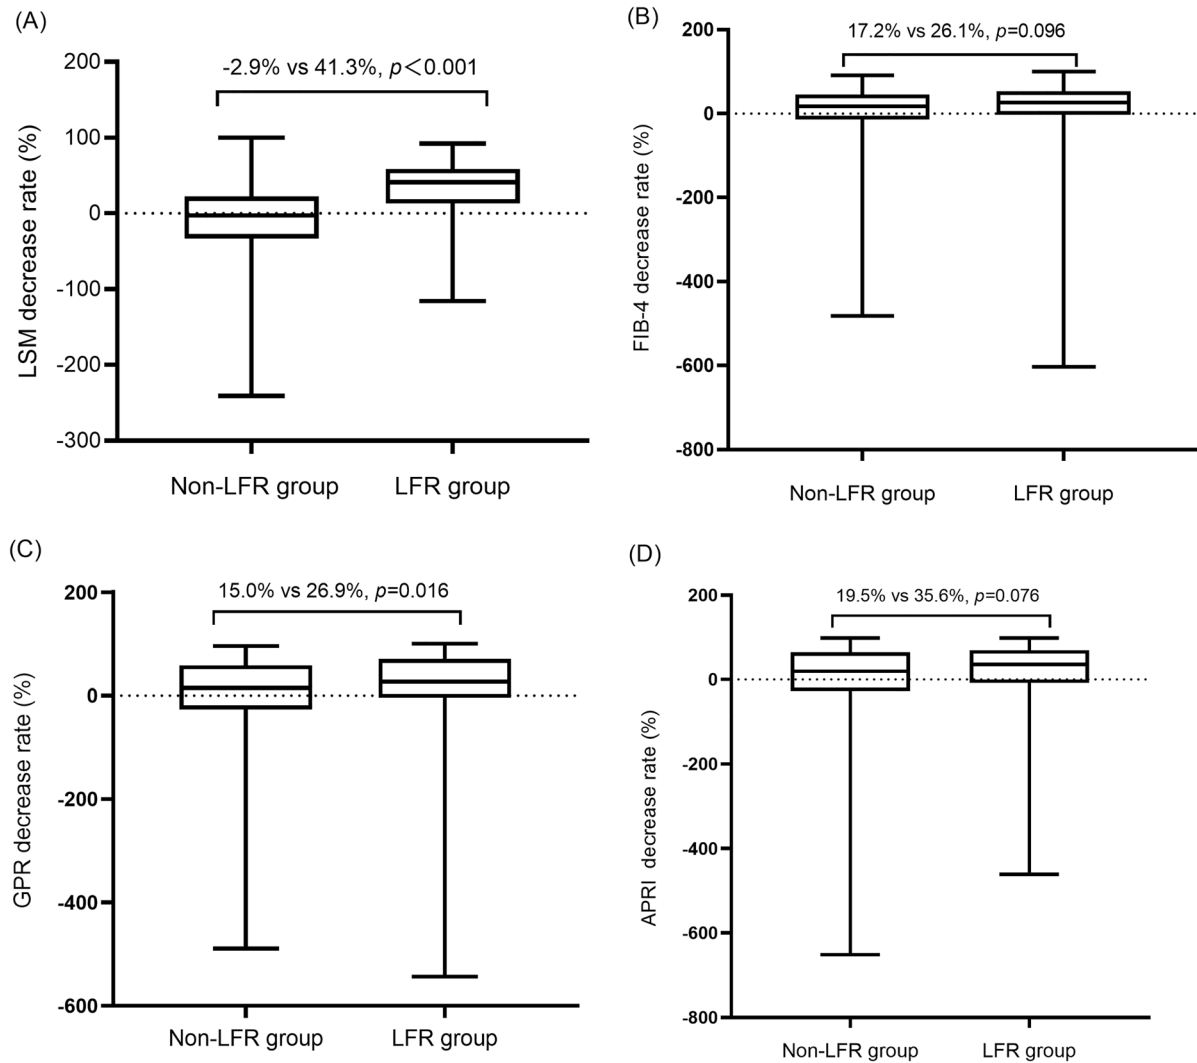 (A)
-2.9% vs 41.3%, p<0.001
LSM decrease rate (%)
200
100
0
-100
-200
-300
Non-LFR group
LFR group
(B)
17.2% vs 26.1%, p=0.096
FIB-4 decrease rate (%)
200
0
-200
-400
-600
-800
Non-LFR group
LFR group
(C)
15.0% vs 26.9%, p=0.016
GPR decrease rate (%)
200
0
-200
-400
-600
Non-LFR group
LFR group
(D)
19.5% vs 35.6%, p=0.076
APRI decrease rate (%)
200
0
-200
-400
-600
-800
Non-LFR group
LFR group